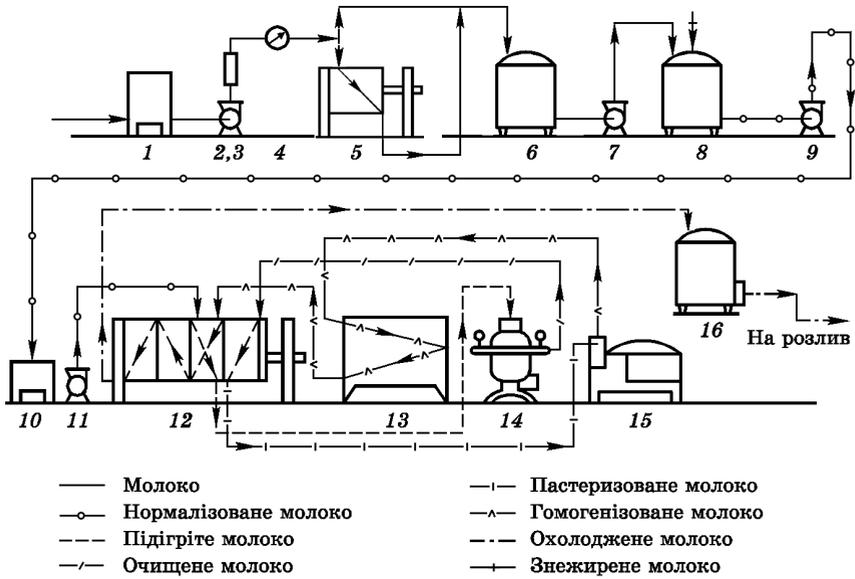 1 2,3 4 5 6 7 8 9
16
На розлив
10 11 12 13 14 15
Молоко
Нормалізоване молоко
Підігріте молоко
Очищене молоко
Пастеризоване молоко
Гомогенізоване молоко
Охолоджене молоко
Знежирене молоко